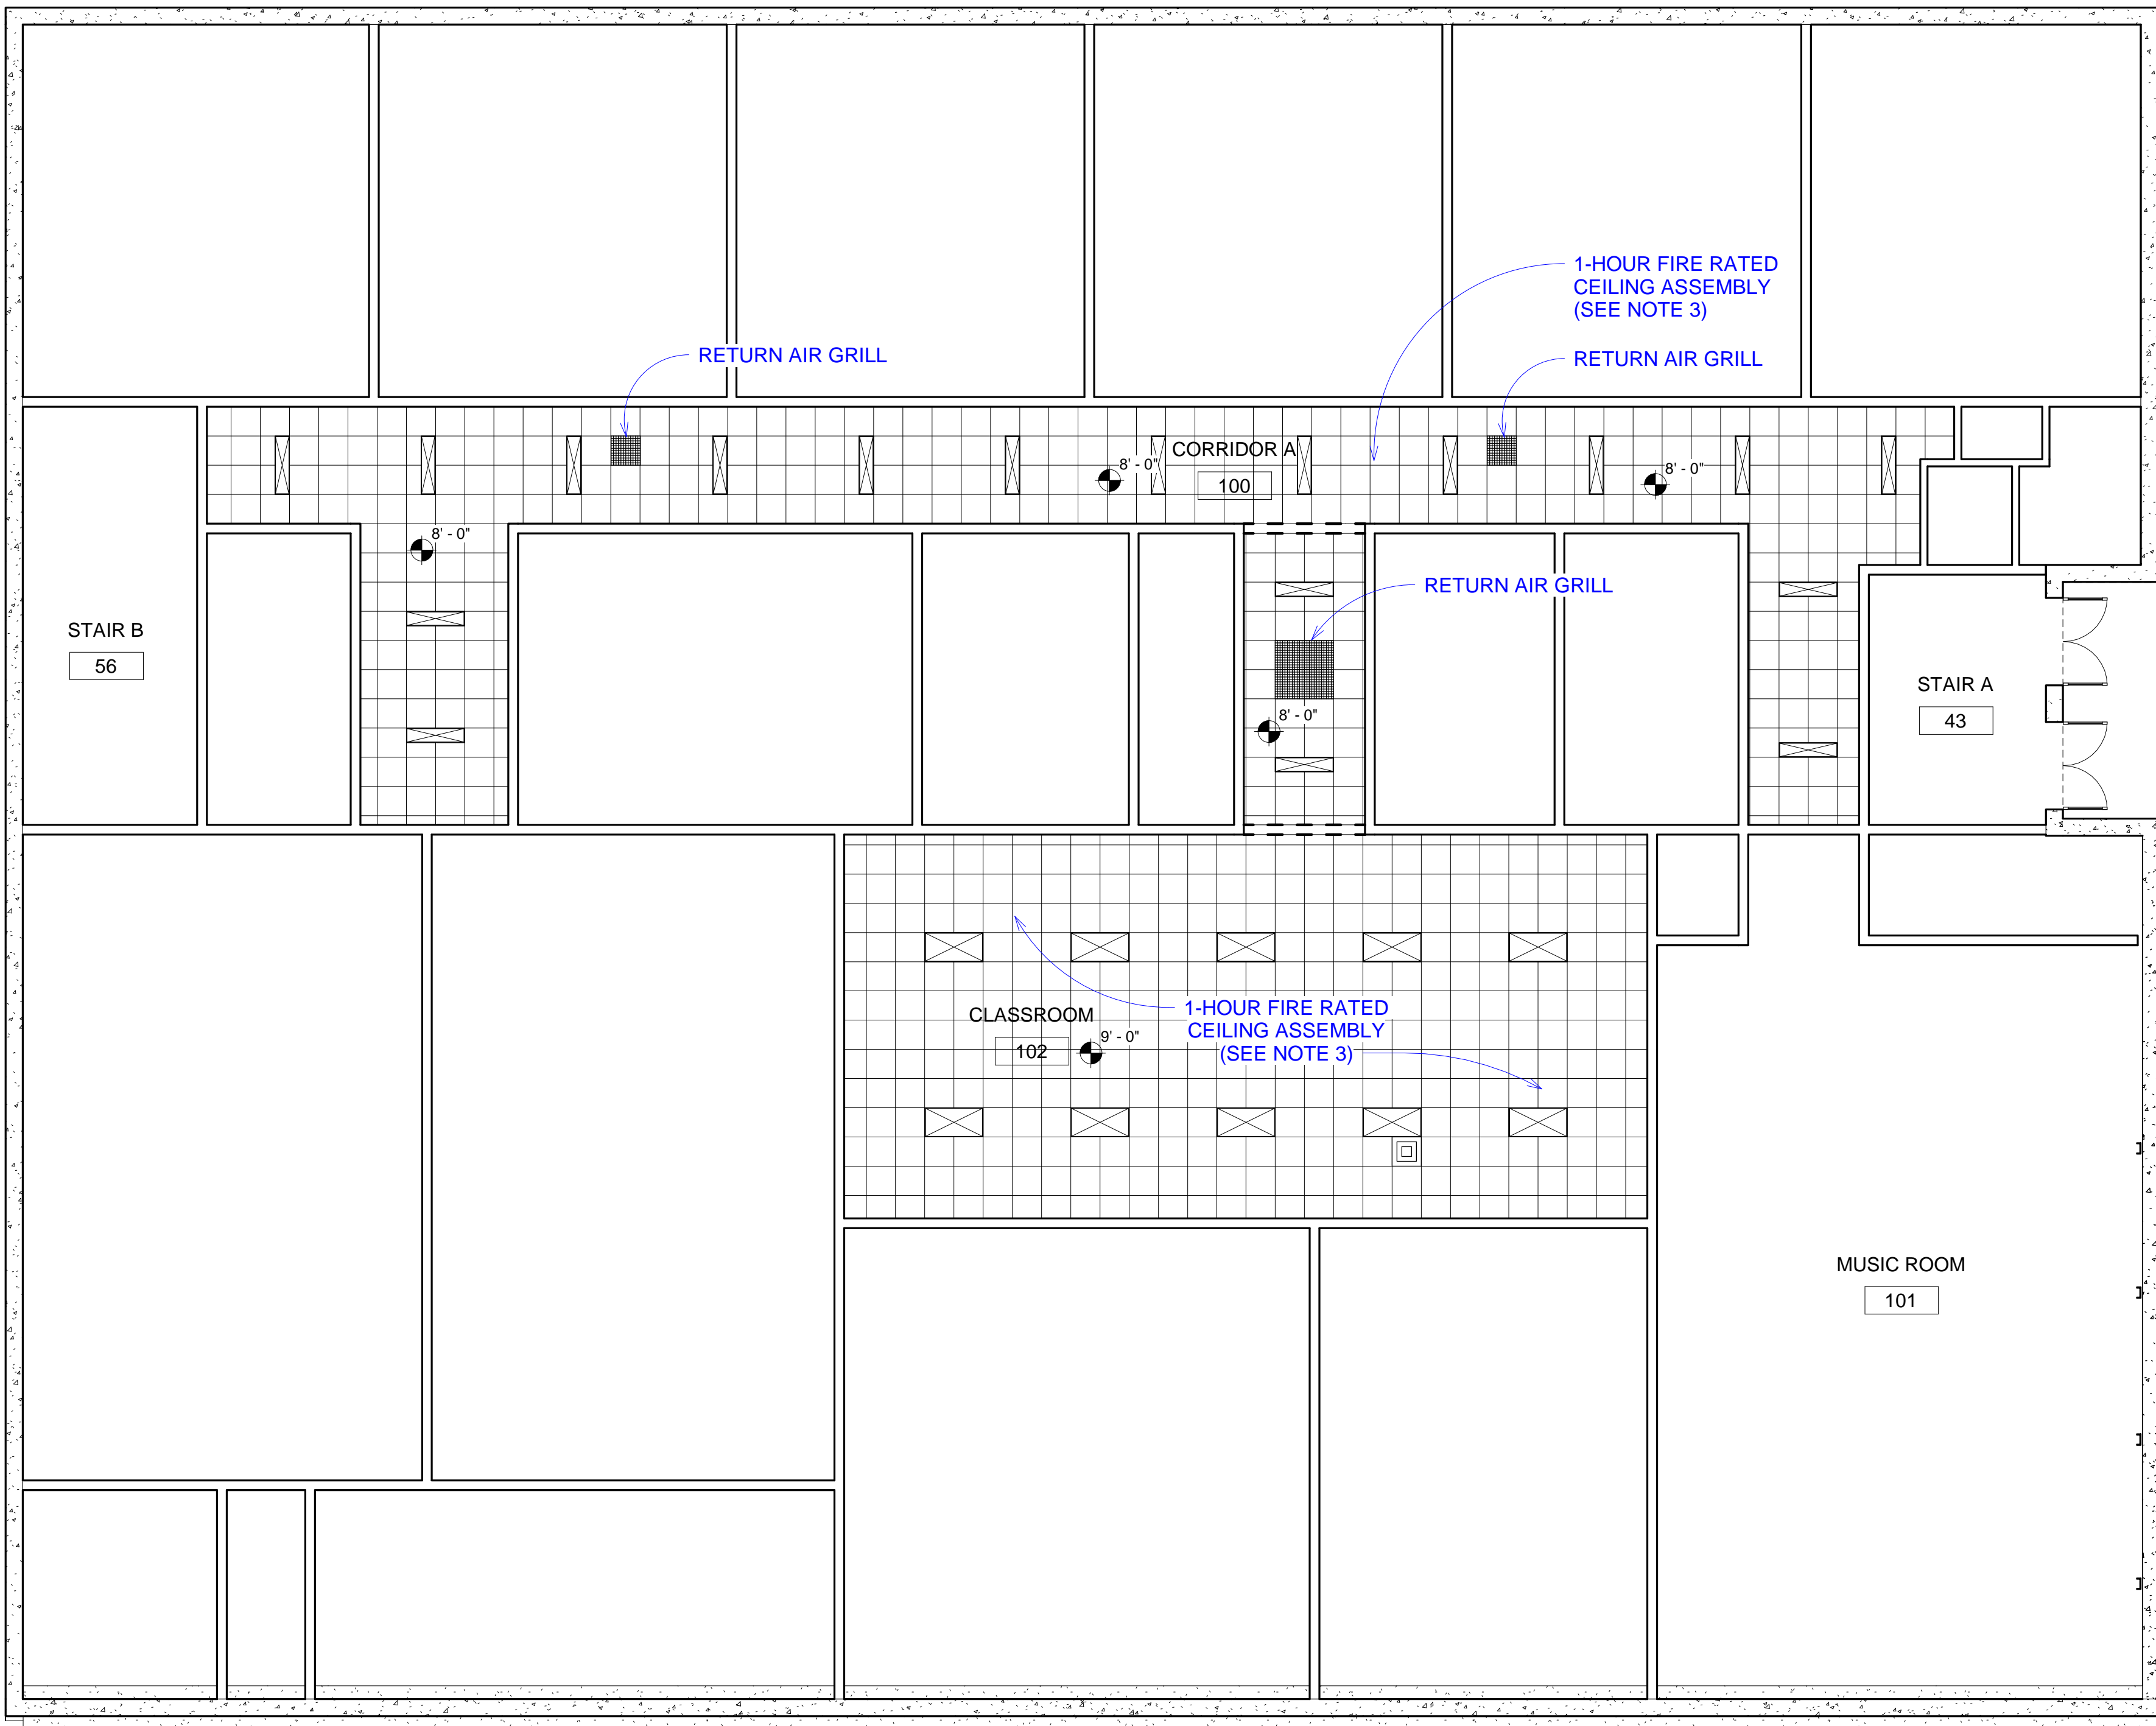 1-HOUR FIRE RATED
CEILING ASSEMBLY
(SEE NOTE 3)
RETURN AIR GRILL
RETURN AIR GRILL
CORRIDOR A
100
8' - 0"
8' - 0"
8' - 0"
RETURN AIR GRILL
STAIR B
56
STAIR A
43
8' - 0"
1-HOUR FIRE RATED
CEILING ASSEMBLY
(SEE NOTE 3)
CLASSROOM
102
9' - 0"
MUSIC ROOM
101